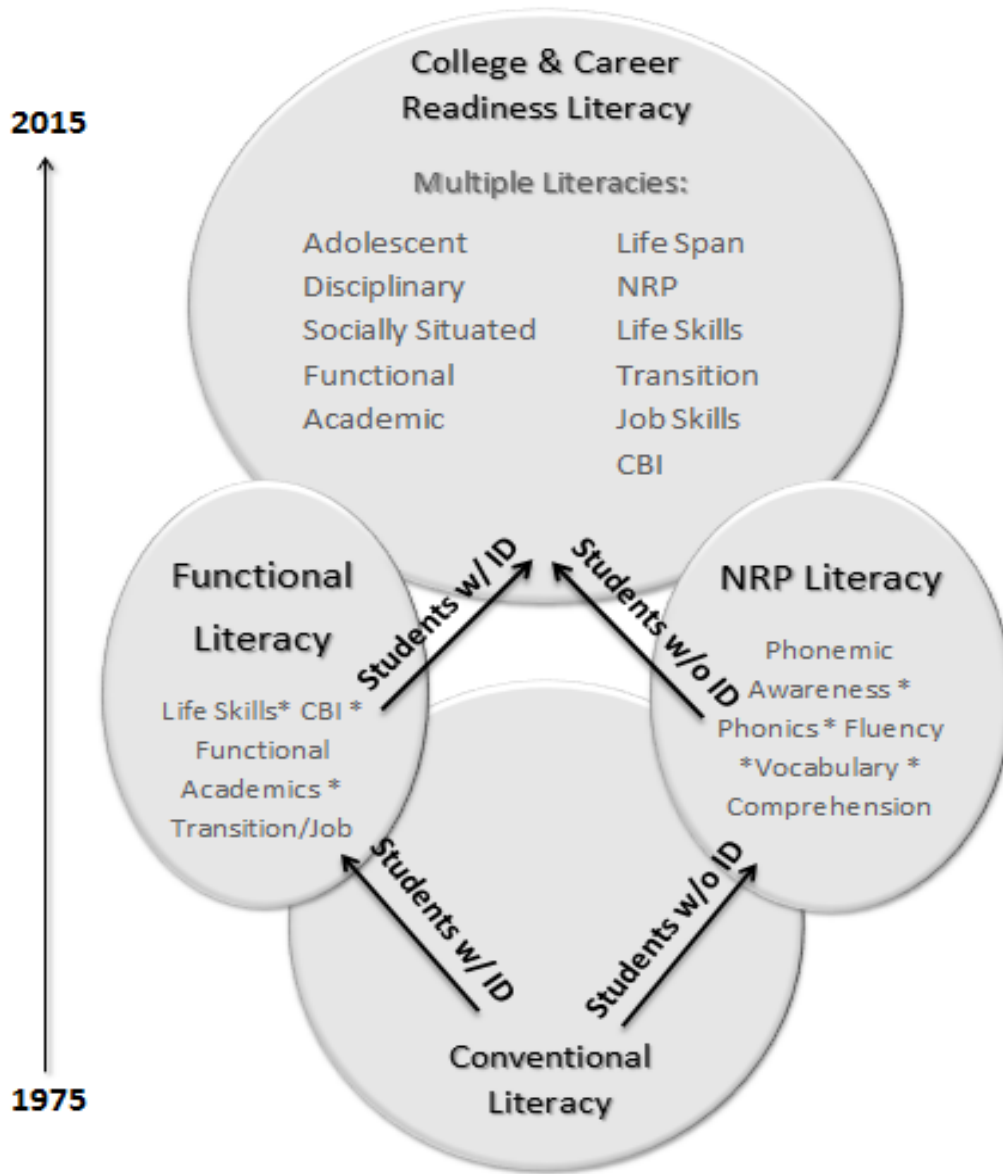 College & Career
Readiness Literacy
2015
Multiple Literacies:
Adolescent
Disciplinary
Socially Situated
Functional
Academic
Life Span
NRP
Life Skills
Transition
Job Skills
CBI
Functional
Literacy
Life Skills* CBI *
Functional
Academics *
Transition/Job
Students w/ ID
Students w/o ID
NRP Literacy
Phonemic
Awareness *
Phonics * Fluency
*Vocabulary *
Comprehension
Students w/ ID
Students w/o ID
Conventional
Literacy
1975